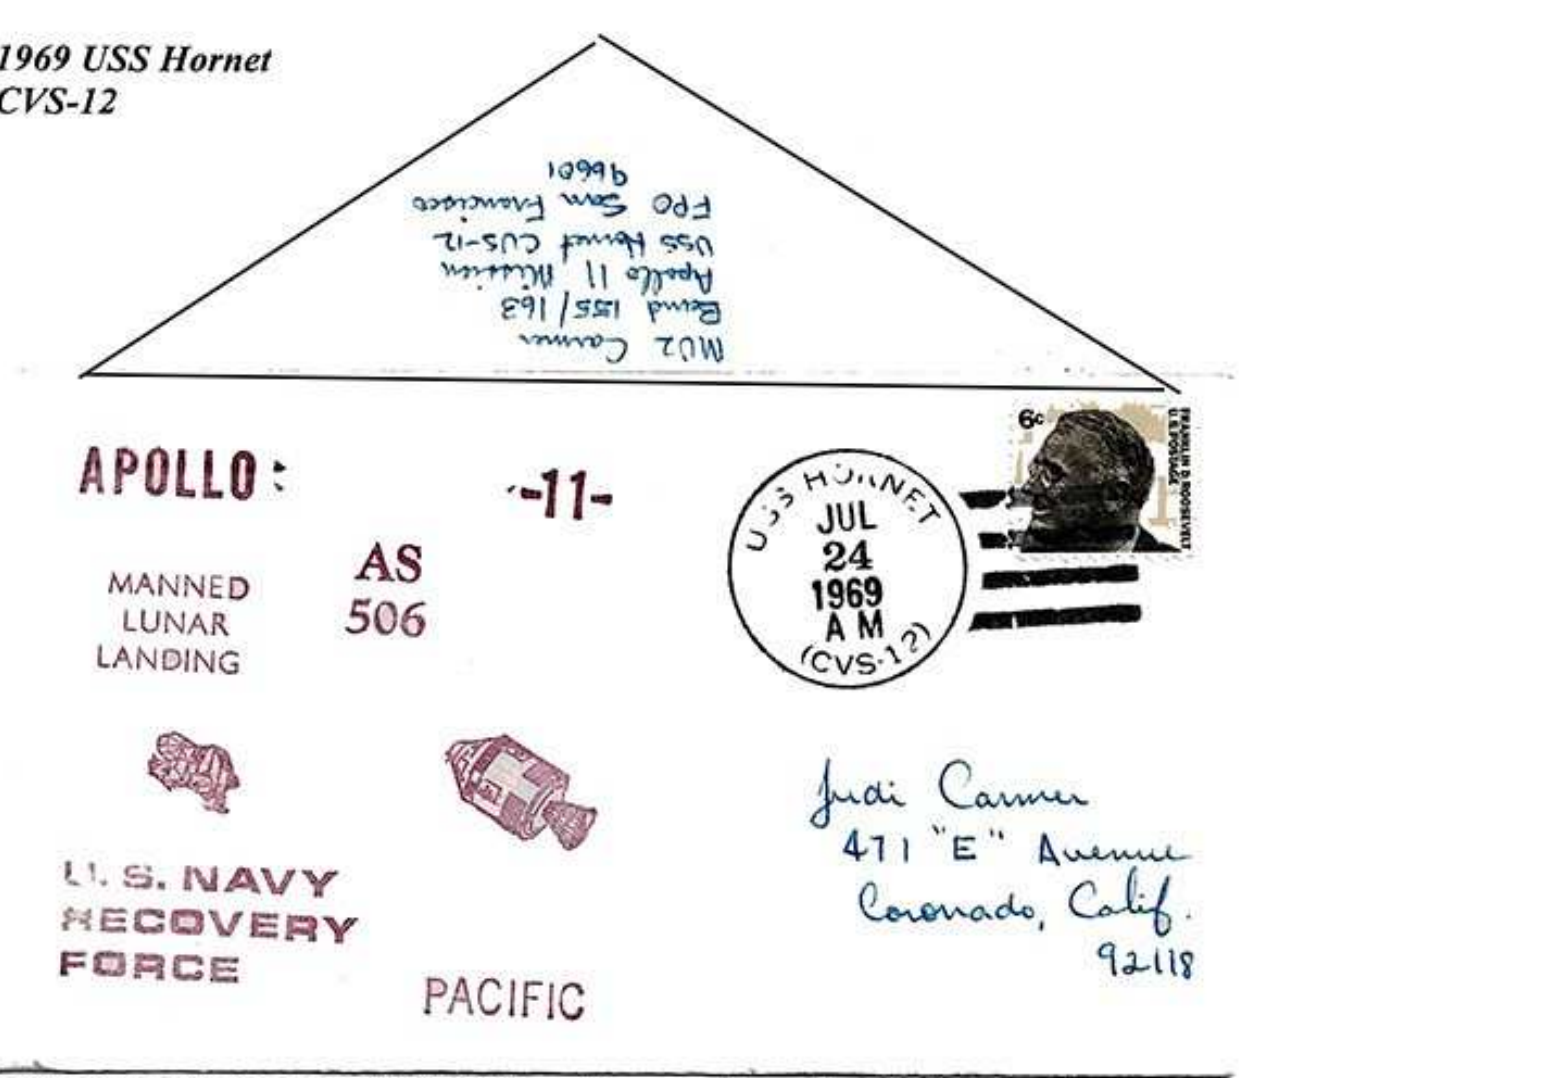 1969 USS Hornet
CVS-12
MU2 Carmer
Band 155/163
Apollo 11 Mission
USS Hornet CVS-12
FPO San Francisco
96601
APOLLO: -11-
MANNED
LUNAR
LANDING
AS
506
USS HORNET
JUL
24
1969
AM
(CVS-12)
6c
FRANKLIN D. ROOSEVELT
U.S. POSTAGE
Judi Carmer
471 "E" Avenue
Coronado, Calif.
92118
U.S. NAVY
RECOVERY
FORCE
PACIFIC